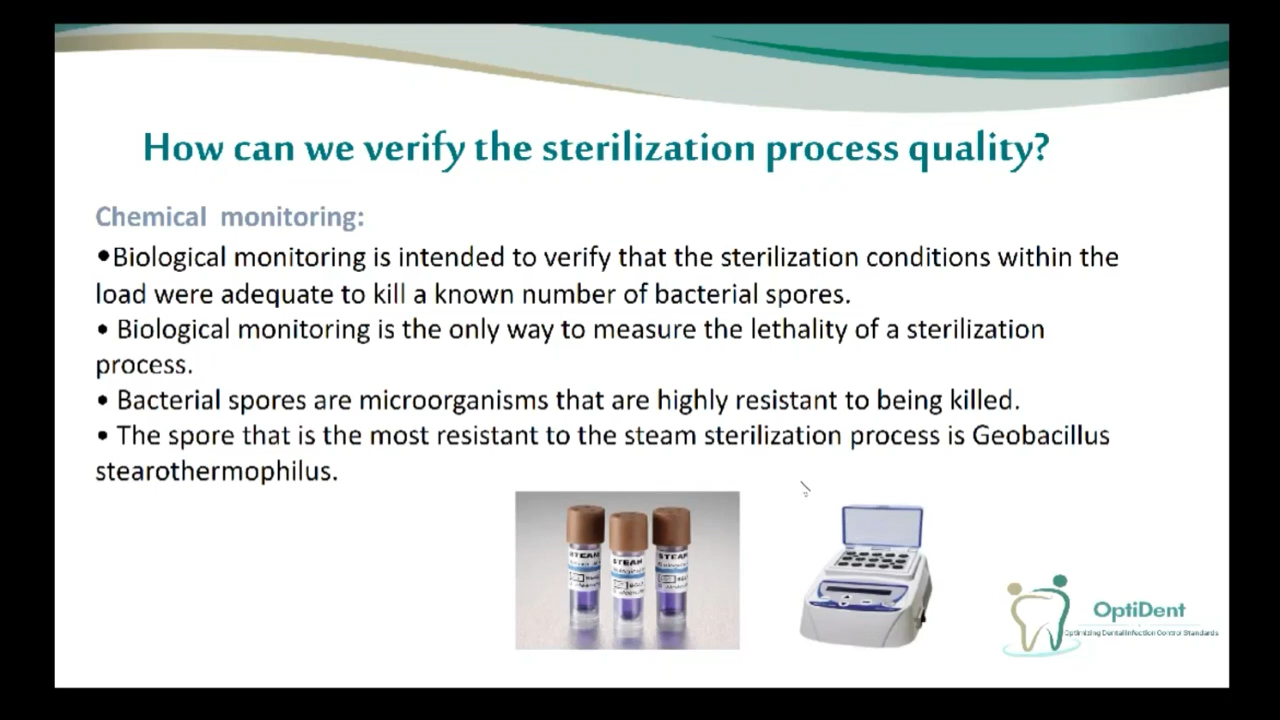 How can we verify the sterilization process quality?
Chemical monitoring:
•Biological monitoring is intended to verify that the sterilization conditions within the
load were adequate to kill a known number of bacterial spores.
• Biological monitoring is the only way to measure the lethality of a sterilization
process.
• Bacterial spores are microorganisms that are highly resistant to being killed.
• The spore that is the most resistant to the steam sterilization process is Geobacillus
stearothermophilus.
STEAM STEAM STEAM
OptiDent
Optimizing Dental Infection Control Standards